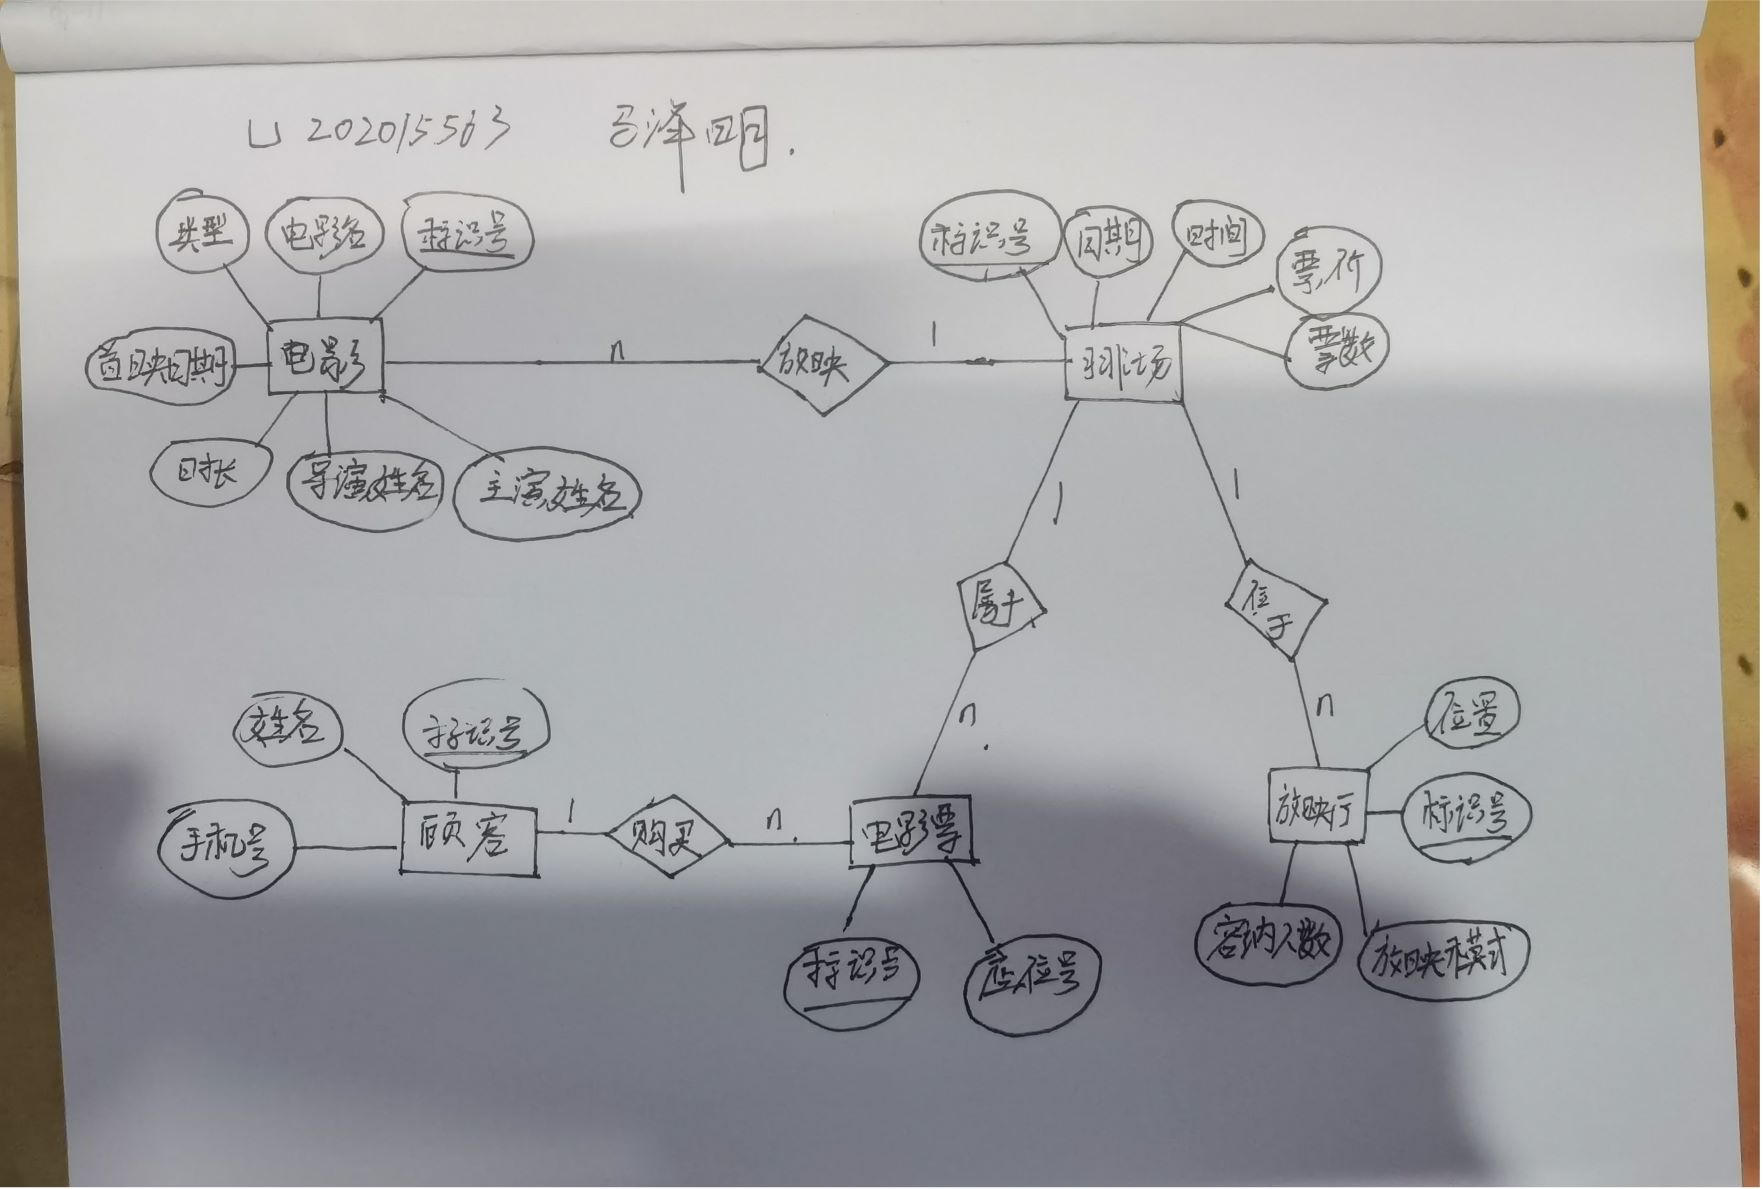 U202015563 吕泽明.
类型 电影名 标识号
标识号 日期 时间 票价
票数
首映日期 电影 n 放映 1 排场
时长 导演姓名 主演姓名
1 1
属于 位于
n. n
姓名 标识号 位置
手机号 顾客 1 购买 n. 电影票 放映厅 标识号
标识号 座位号 容纳人数 放映模式